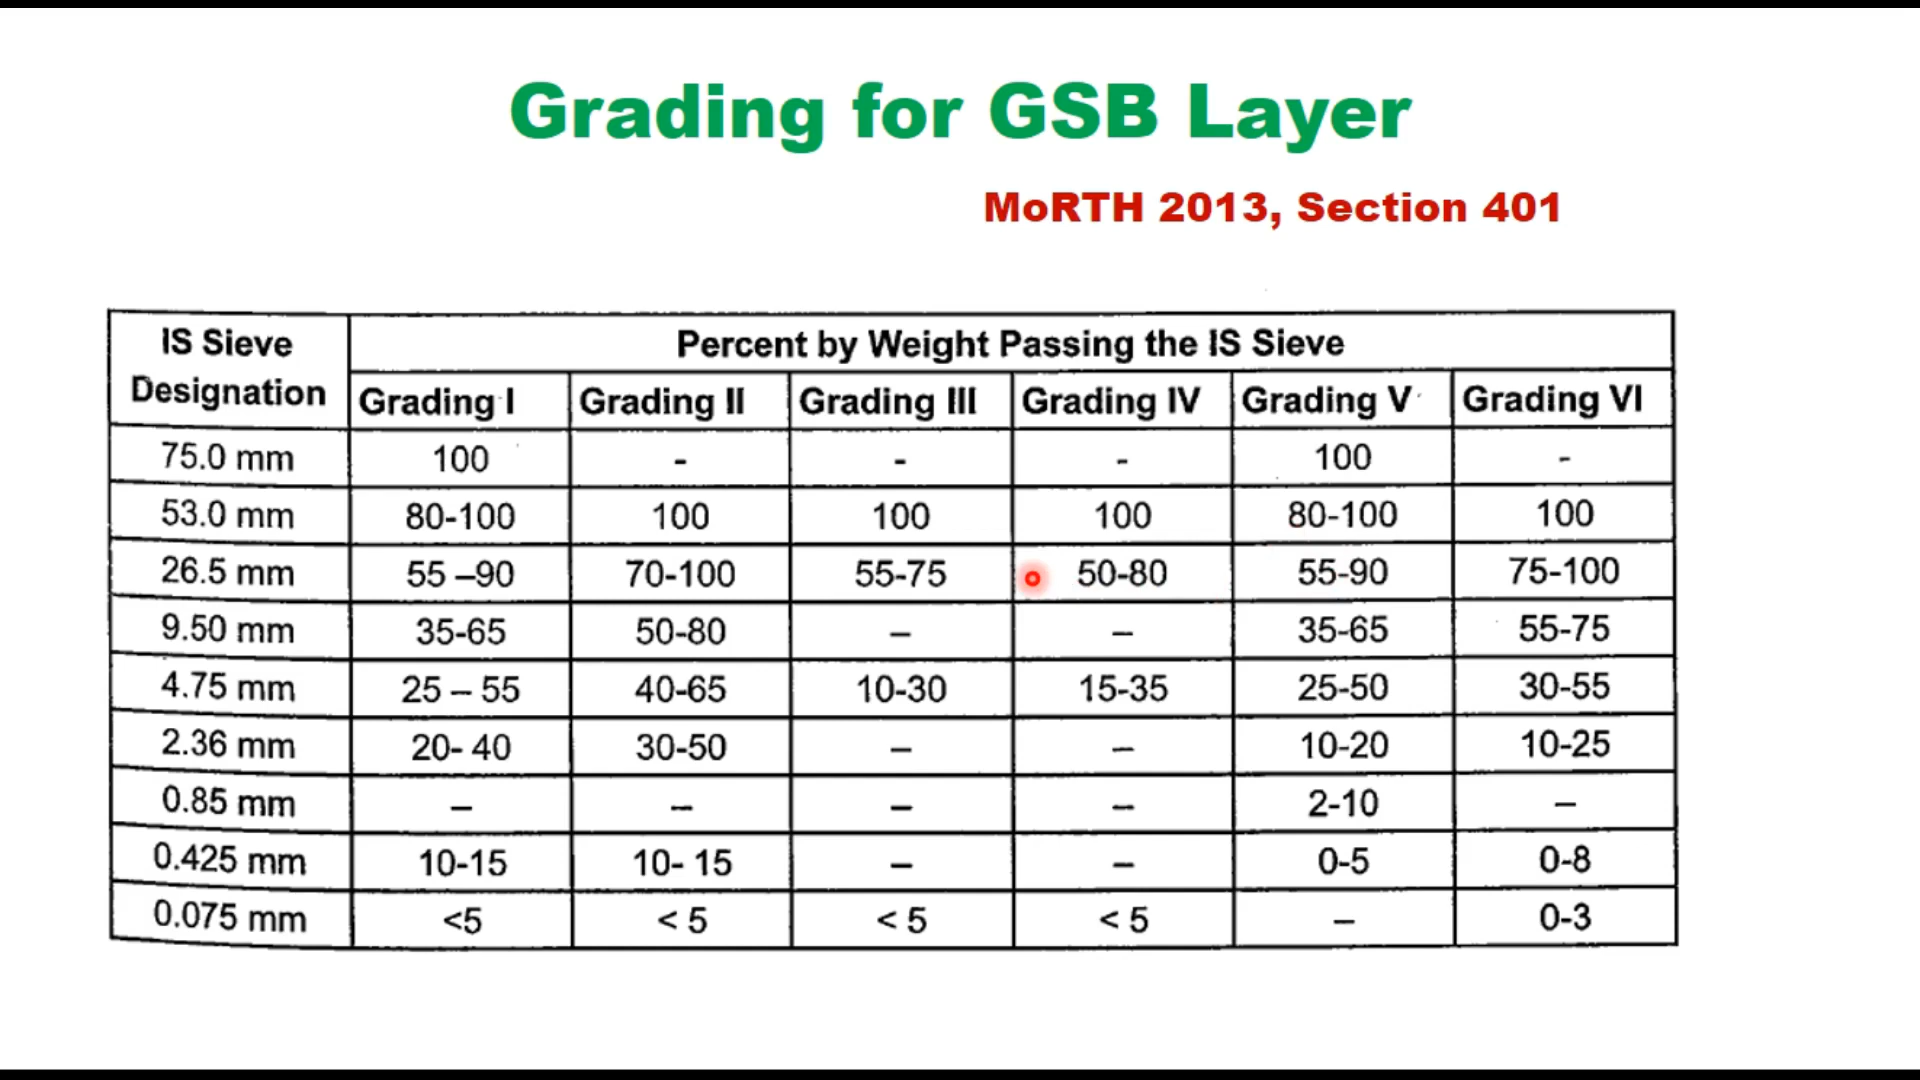 Grading for GSB Layer
MoRTH 2013, Section 401
IS Sieve Designation Percent by Weight Passing the IS Sieve
Grading I Grading II Grading III Grading IV Grading V Grading VI
75.0 mm 100 - - - 100 -
53.0 mm 80-100 100 100 100 80-100 100
26.5 mm 55 –90 70-100 55-75 50-80 55-90 75-100
9.50 mm 35-65 50-80 – – 35-65 55-75
4.75 mm 25 – 55 40-65 10-30 15-35 25-50 30-55
2.36 mm 20- 40 30-50 – – 10-20 10-25
0.85 mm – – – – 2-10 –
0.425 mm 10-15 10- 15 – – 0-5 0-8
0.075 mm <5 < 5 < 5 < 5 – 0-3